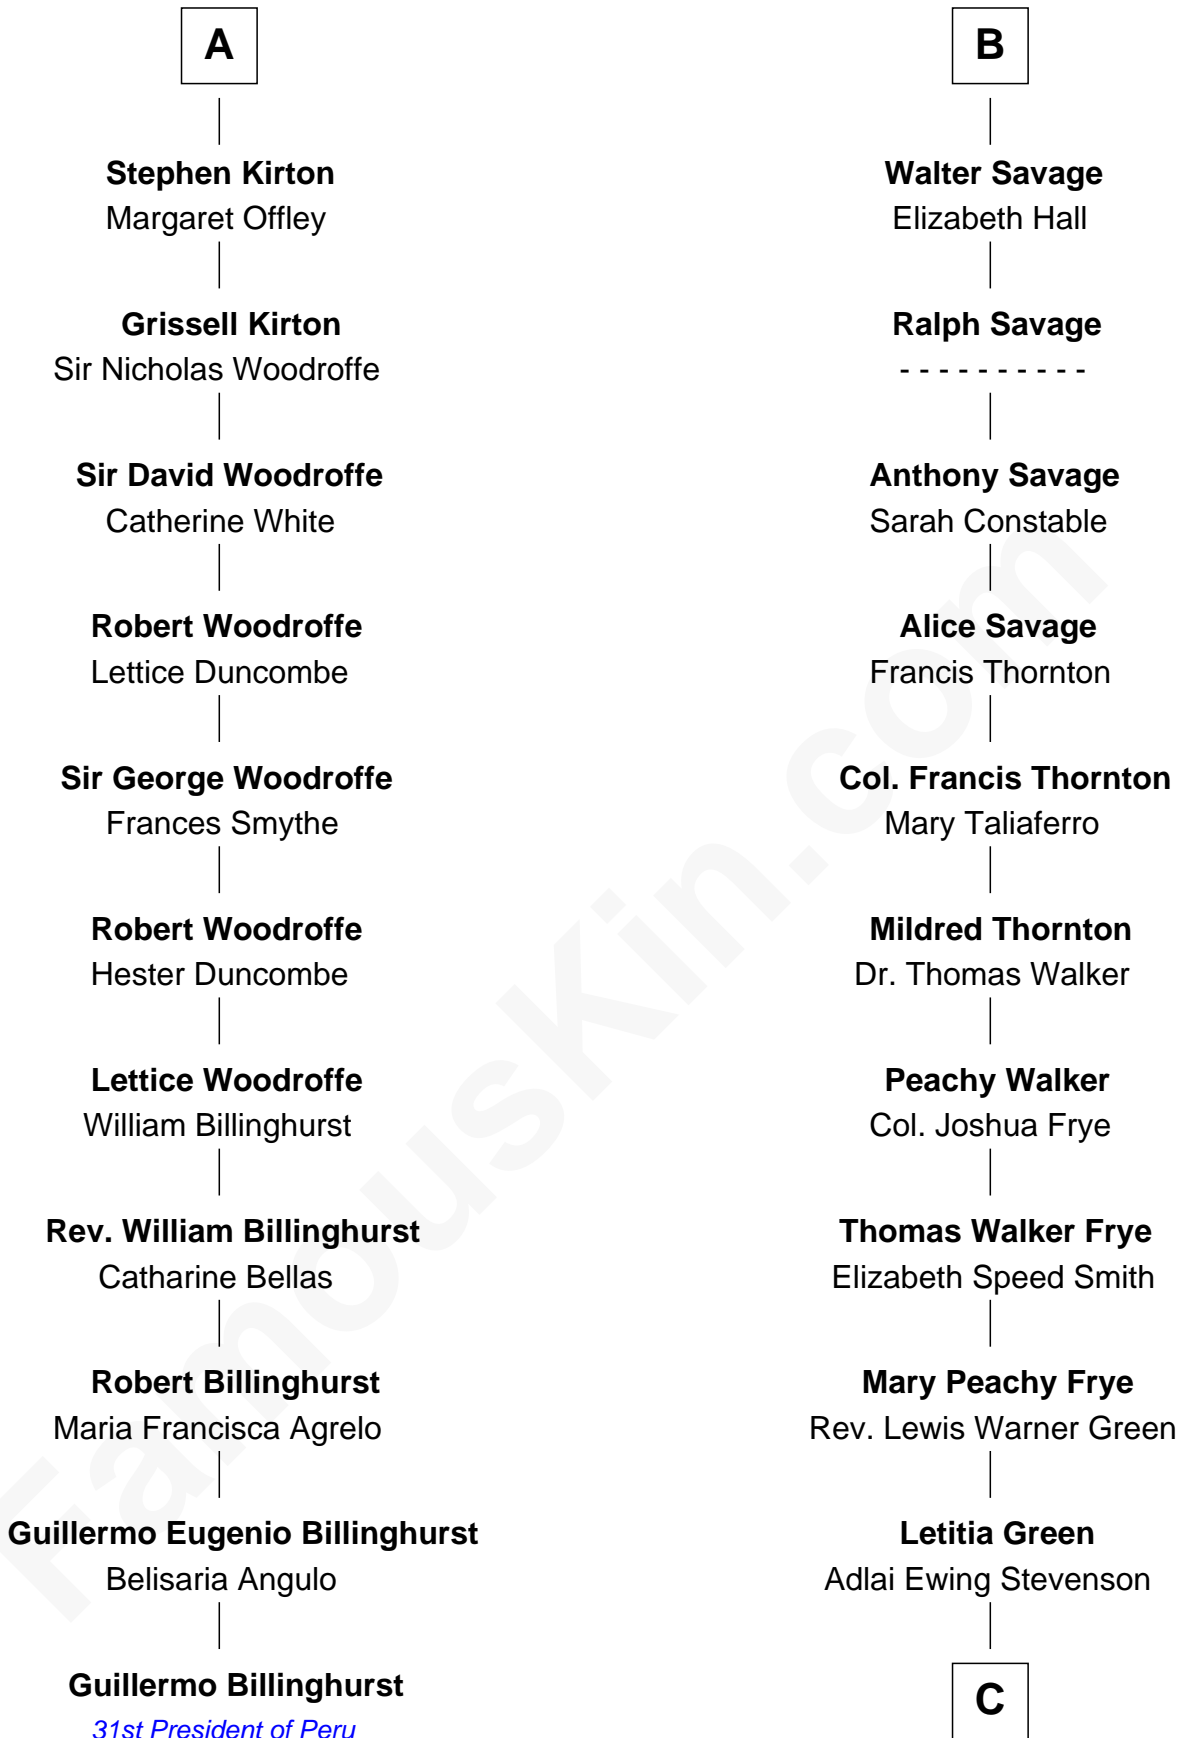 A
Stephen Kirton
Margaret Offley
Grissell Kirton
Sir Nicholas Woodroffe
Sir David Woodroffe
Catherine White
Robert Woodroffe
Lettice Duncombe
Sir George Woodroffe
Frances Smythe
Robert Woodroffe
Hester Duncombe
Lettice Woodroffe
William Billinghurst
Rev. William Billinghurst
Catharine Bellas
Robert Billinghurst
Maria Francisca Agrelo
Guillermo Eugenio Billinghurst
Belisaria Angulo
Guillermo Billinghurst
31st President of Peru
B
Walter Savage
Elizabeth Hall
Ralph Savage
- - - - - - - - - -
Anthony Savage
Sarah Constable
Alice Savage
Francis Thornton
Col. Francis Thornton
Mary Taliaferro
Mildred Thornton
Dr. Thomas Walker
Peachy Walker
Col. Joshua Frye
Thomas Walker Frye
Elizabeth Speed Smith
Mary Peachy Frye
Rev. Lewis Warner Green
Letitia Green
Adlai Ewing Stevenson
C
FamousKin.com